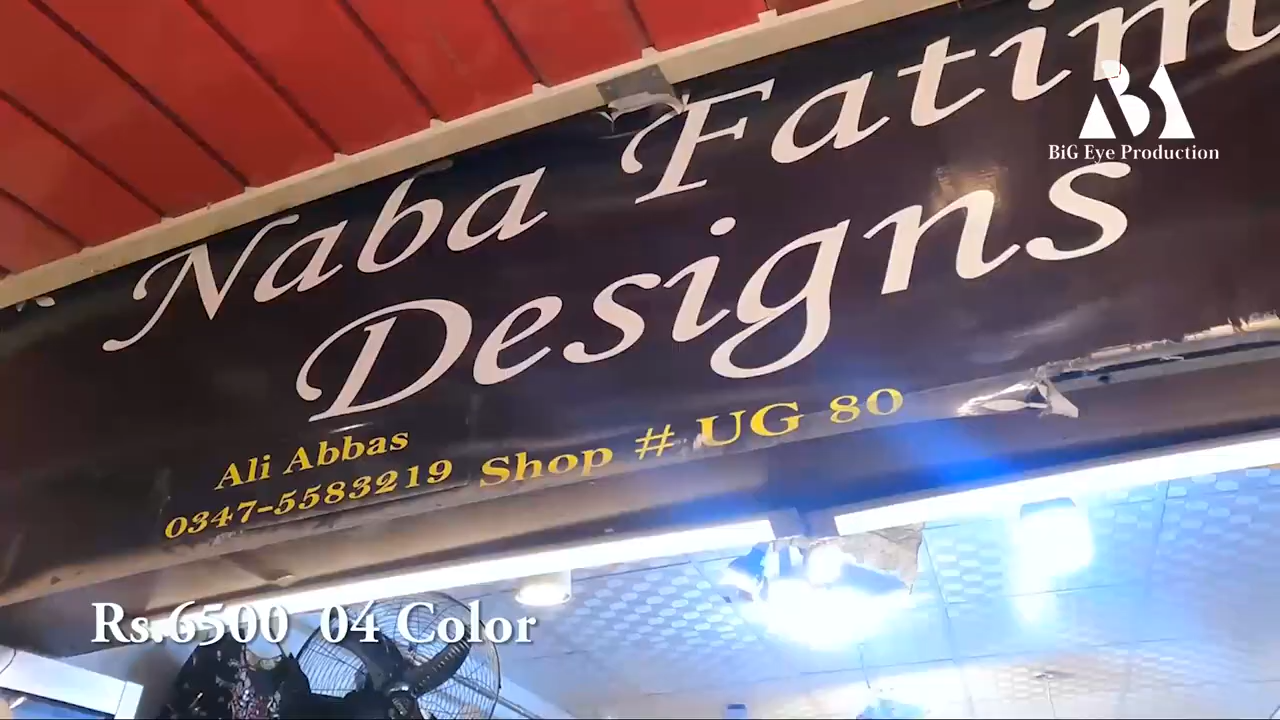 Naba Fatim
Designs
Ali Abbas
0347-5583219 Shop # UG 80
BiG Eye Production
Rs.6500 04 Color